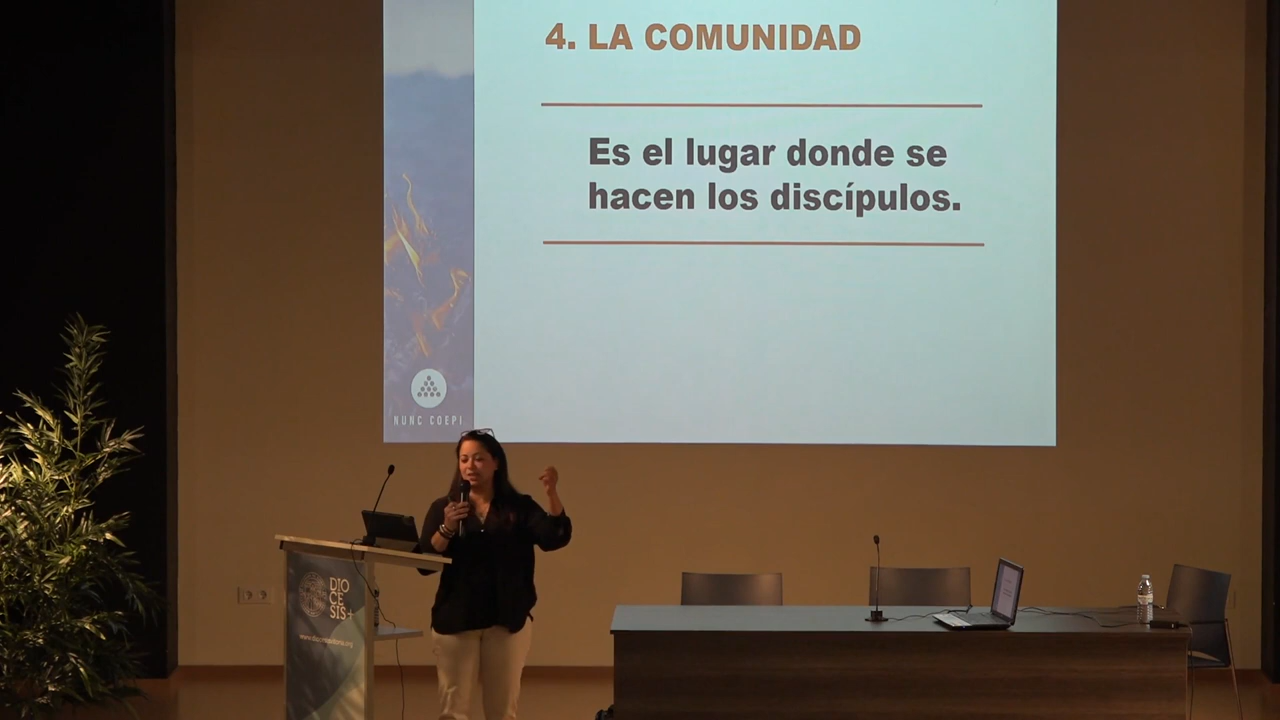 4. LA COMUNIDAD
Es el lugar donde se
hacen los discípulos.
NUNC COEPI
DIO
CE
SIS+